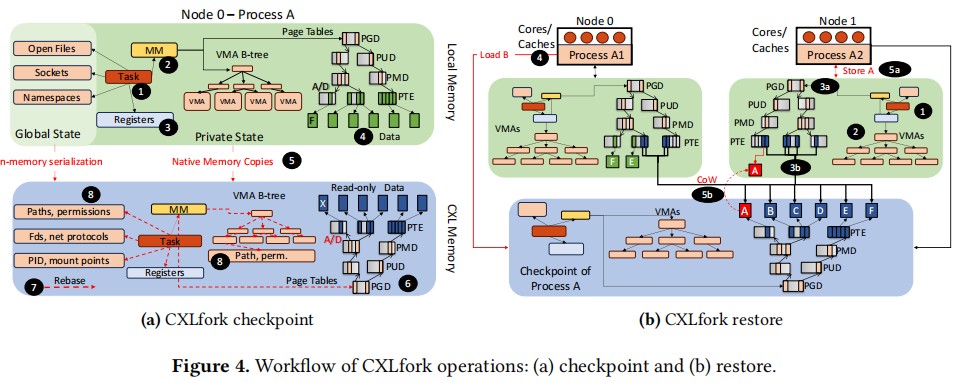 Node 0 – Process A
Open Files
Sockets
Namespaces
Global State
MM
2
Task
1
Registers
3
Private State
VMA B-tree
VMA VMA VMA VMA
Page Tables
PGD
PUD
PMD
A/D
PTE
F
4 Data
Local Memory
n-memory serialization
Native Memory Copies 5
8
Paths, permissions
Fds, net protocols
PID, mount points
7 Rebase
MM
Task
Registers
VMA B-tree
8 Path, perm.
Read-only Data
X
A/D
PTE
PMD
PUD
PGD
Page Tables
6
CXL Memory
(a) CXLfork checkpoint
Node 0
Cores/
Caches
Process A1
Load B
4
VMAs
PGD
PUD
PMD
PTE
F E
Node 1
Cores/
Caches
Process A2
Store A 5a
PGD 3a
PUD
PMD
PTE
1
2
VMAs
A
3b
CoW
5b
A B C D E F
VMAs
PTE
PMD
PUD
PGD
Checkpoint of
Process A
(b) CXLfork restore
Figure 4. Workflow of CXLfork operations: (a) checkpoint and (b) restore.